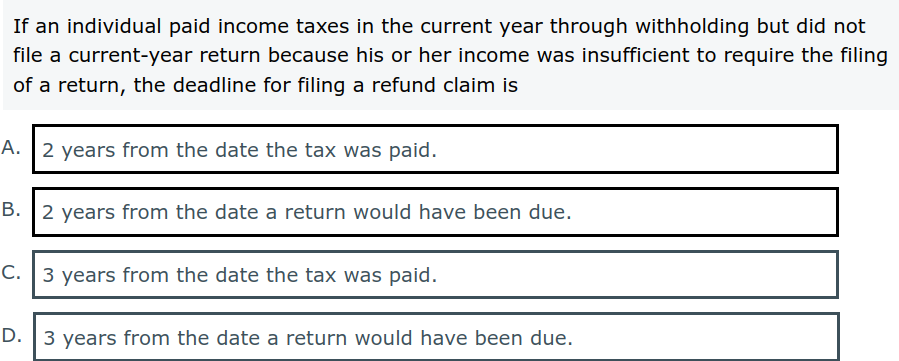 If an individual paid income taxes in the current year through withholding but did not
file a current-year return because his or her income was insufficient to require the filing
of a return, the deadline for filing a refund claim is
A. 2 years from the date the tax was paid.
B. 2 years from the date a return would have been due.
C. 3 years from the date the tax was paid.
D. 3 years from the date a return would have been due.